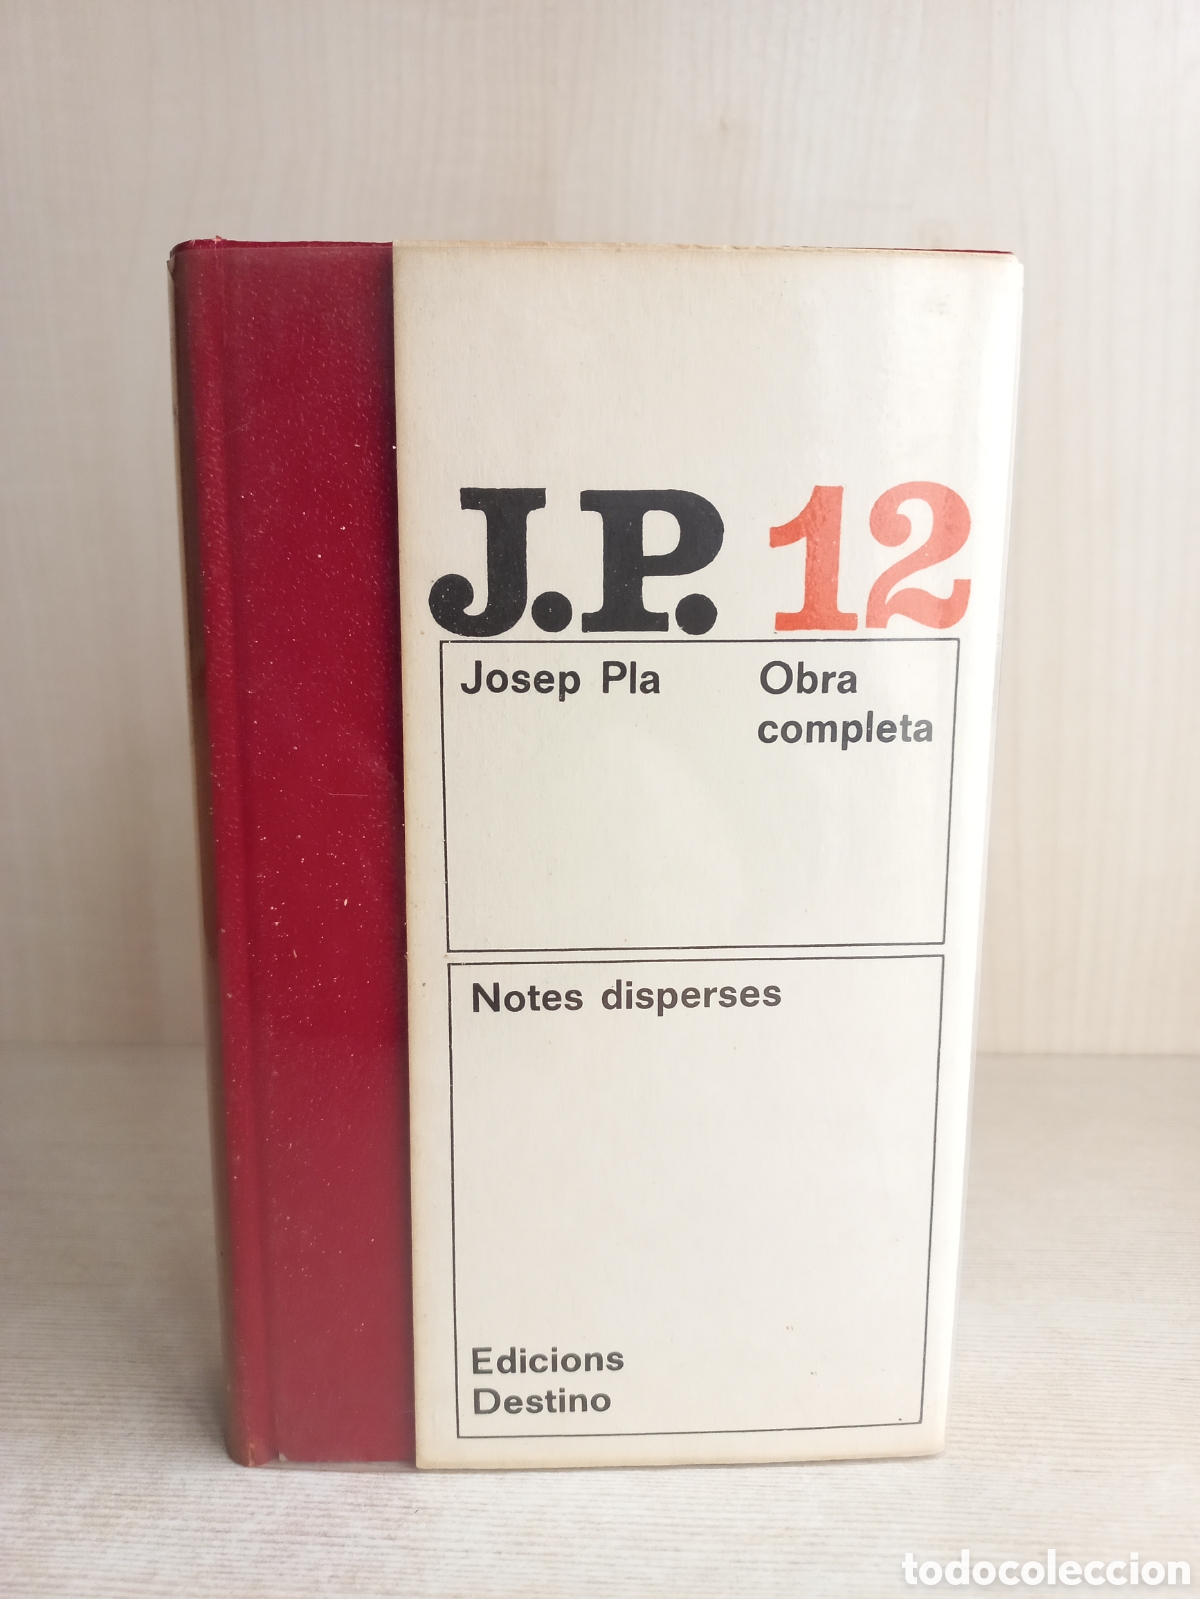 J.P. 12
Josep Pla Obra
completa
Notes disperses
Edicions
Destino
todocoleccion